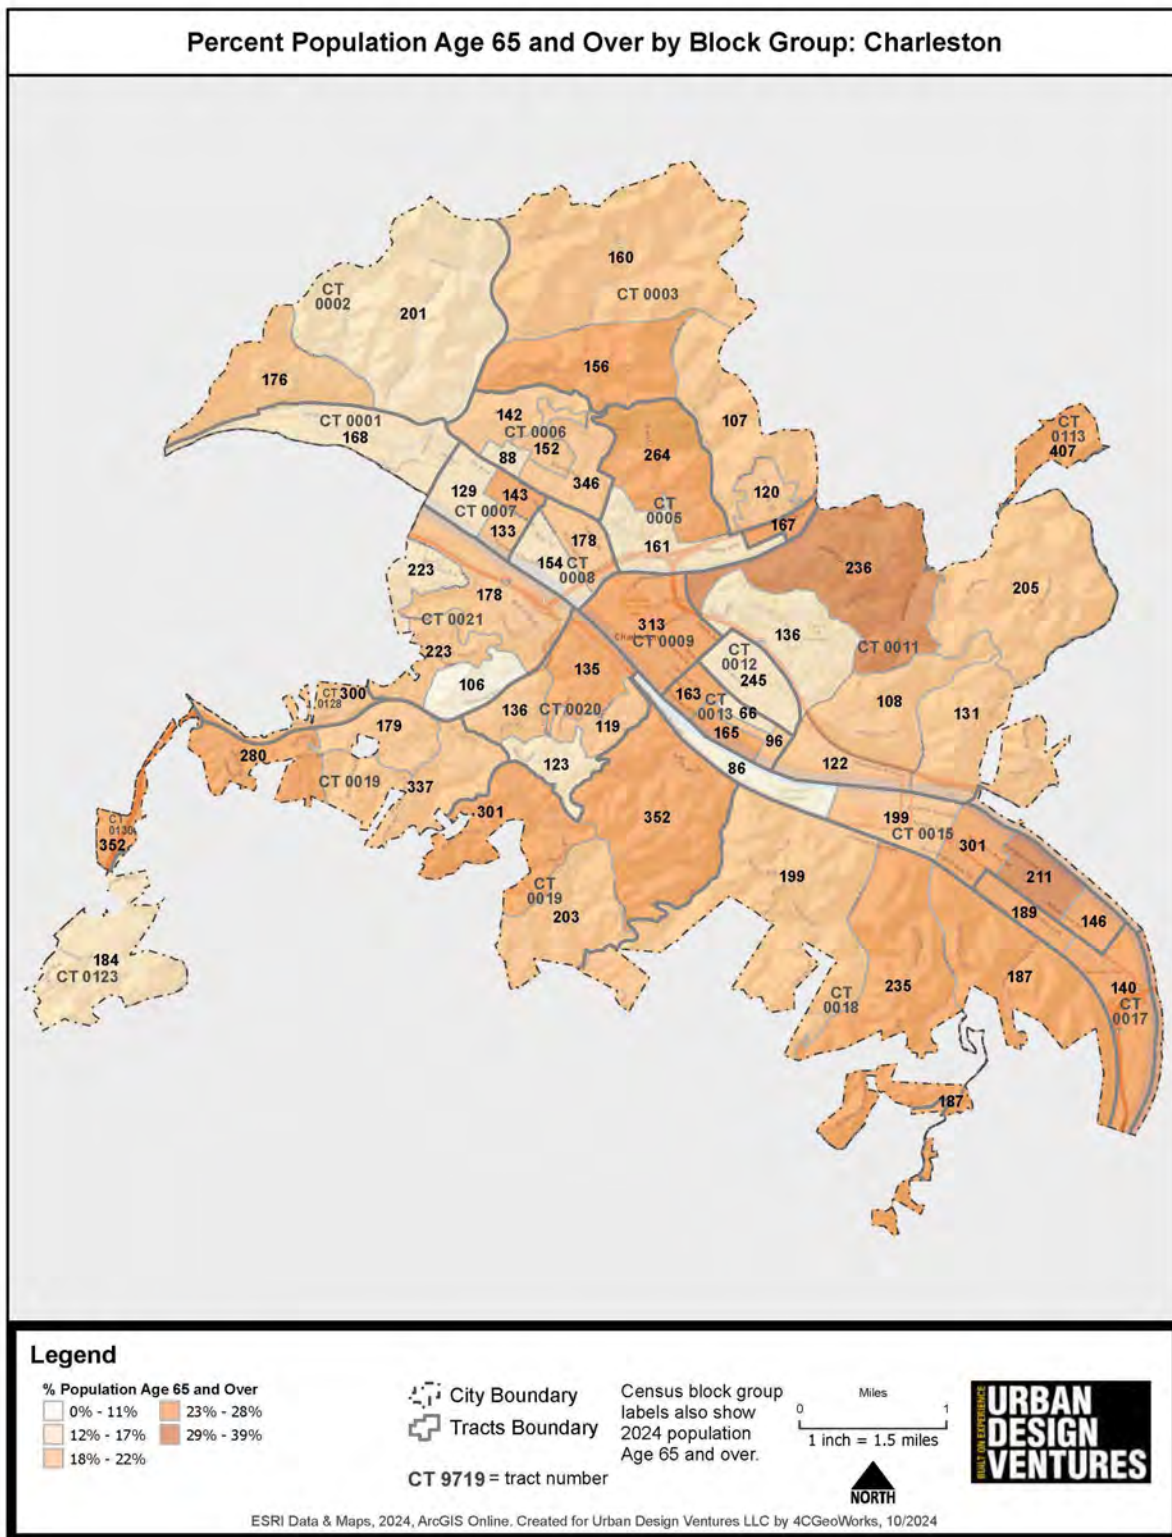 Percent Population Age 65 and Over by Block Group: Charleston
160
CT 0003
CT
0002
201
156
176
CT 0001
168
142
CT 0006
152
88
346
264
107
CT
0113
407
120
129
143
CT 0007
133
CT
0005
167
161
178
154
CT
0008
223
178
CT 0021
223
236
205
313
CT 0009
136
CT 0011
CT
0012
245
106
135
163
CT
0013
66
108
131
CT
0128
300
136
CT 0020
119
165
96
179
280
CT 0019
123
86
122
337
301
352
199
CT 0015
301
CT
0130
352
211
199
CT
0019
203
189
146
184
CT 0123
235
187
140
CT
0017
CT
0018
187
Legend
% Population Age 65 and Over
0% - 11%
12% - 17%
18% - 22%
23% - 28%
29% - 39%
City Boundary
Tracts Boundary
CT 9719 = tract number
Census block group
labels also show
2024 population
Age 65 and over.
Miles
0 1
1 inch = 1.5 miles
NORTH
BUILT ON EXPERIENCE
URBAN
DESIGN
VENTURES
ESRI Data & Maps, 2024, ArcGIS Online. Created for Urban Design Ventures LLC by 4CGeoWorks, 10/2024